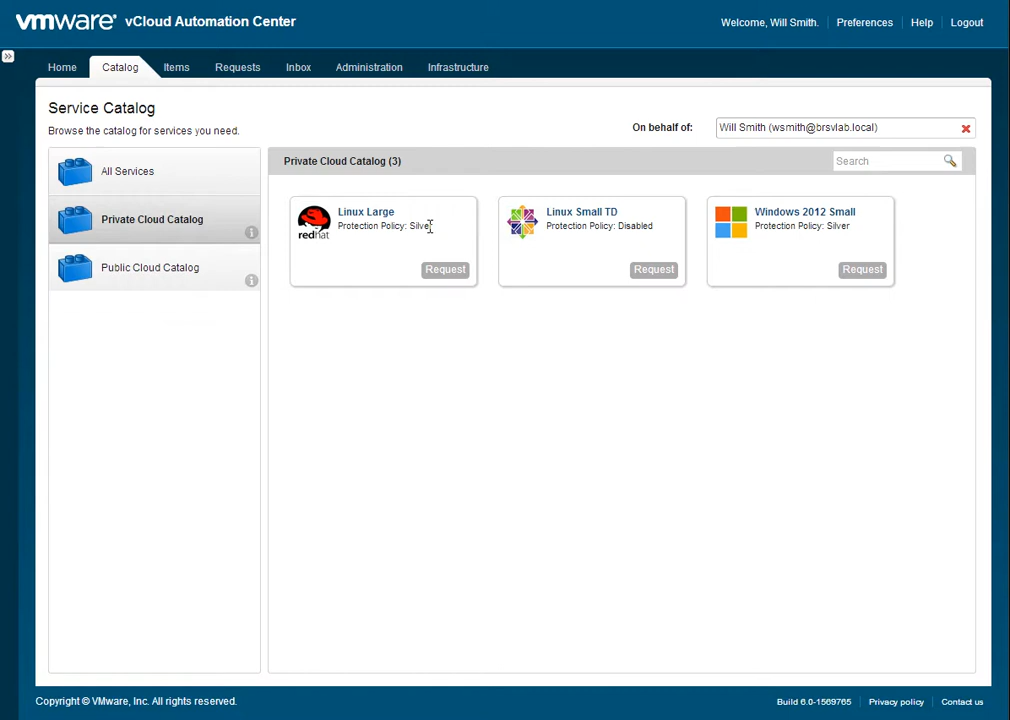 vmware® vCloud Automation Center
Welcome, Will Smith. Preferences Help Logout
Home Catalog Items Requests Inbox Administration Infrastructure
Service Catalog
Browse the catalog for services you need.
On behalf of: Will Smith (wsmith@brsvlab.local)
All Services
Private Cloud Catalog
Public Cloud Catalog
Private Cloud Catalog (3)
Search
redhat
Linux Large
Protection Policy: Silver
Request
Linux Small TD
Protection Policy: Disabled
Request
Windows 2012 Small
Protection Policy: Silver
Request
Copyright © VMware, Inc. All rights reserved.
Build 6.0-1569765 Privacy policy Contact us